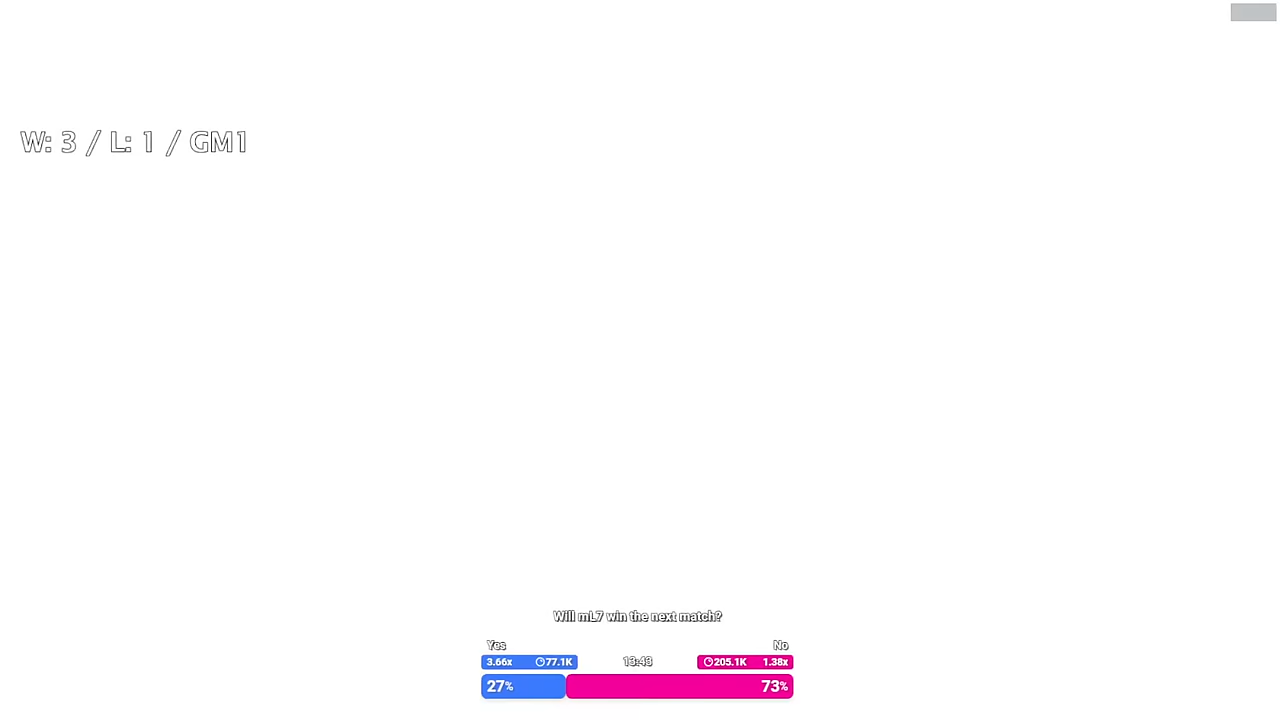 W: 3 / L: 1 / GM1
Will mL7 win the next match?
Yes No
3.66x 77.1K 13:43 205.1K 1.38x
27% 73%